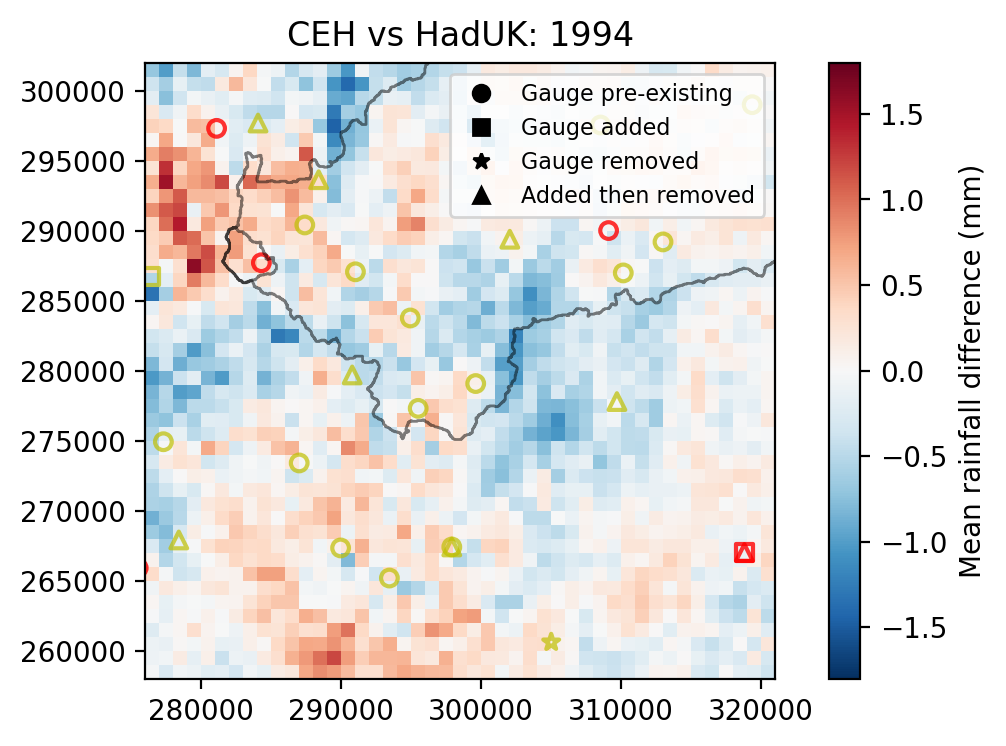 CEH vs HadUK: 1994
Gauge pre-existing
Gauge added
Gauge removed
Added then removed
300000
295000
290000
285000
280000
275000
270000
265000
260000
280000 290000 300000 310000 320000
1.5
1.0
0.5
0.0
−0.5
−1.0
−1.5
Mean rainfall difference (mm)